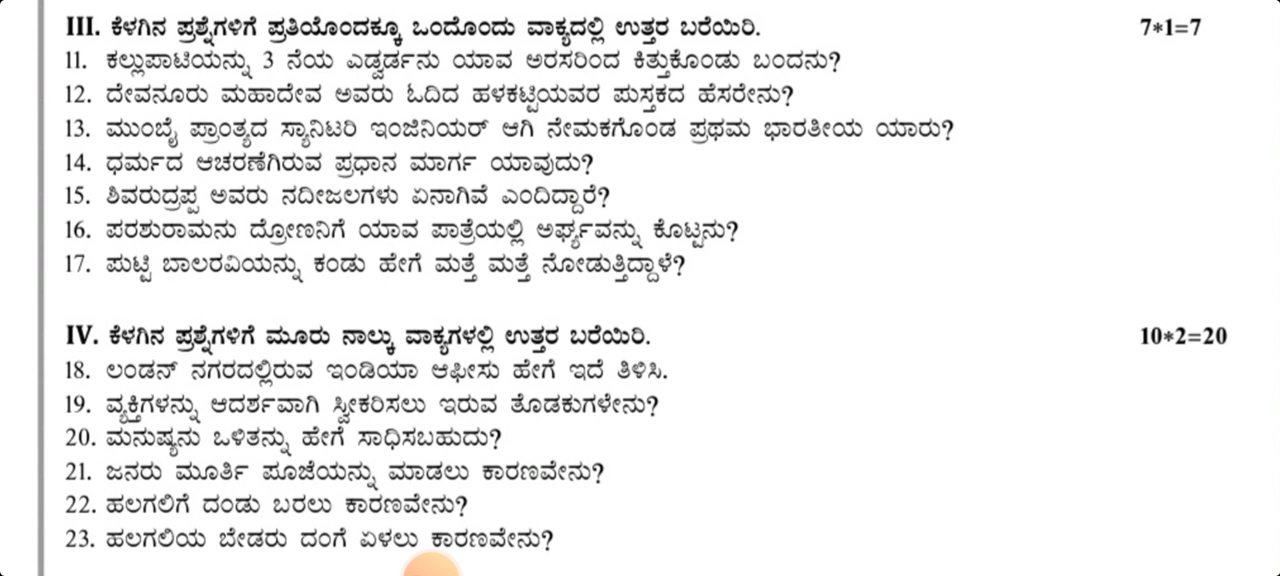 III. ಕೆಳಗಿನ ಪ್ರಶ್ನೆಗಳಿಗೆ ಪ್ರತಿಯೊಂದಕ್ಕೂ ಒಂದೊಂದು ವಾಕ್ಯದಲ್ಲಿ ಉತ್ತರ ಬರೆಯಿರಿ. 7*1=7
11. ಕಲ್ಲುಪಾಟಿಯನ್ನು 3 ನೆಯ ಎಡ್ವರ್ಡನು ಯಾವ ಅರಸರಿಂದ ಕಿತ್ತುಕೊಂಡು ಬಂದನು?
12. ದೇವನೂರು ಮಹಾದೇವ ಅವರು ಓದಿದ ಹಳಕಟ್ಟಿಯವರ ಪುಸ್ತಕದ ಹೆಸರೇನು?
13. ಮುಂಬೈ ಪ್ರಾಂತ್ಯದ ಸ್ಯಾನಿಟರಿ ಇಂಜಿನಿಯರ್ ಆಗಿ ನೇಮಕಗೊಂಡ ಪ್ರಥಮ ಭಾರತೀಯ ಯಾರು?
14. ಧರ್ಮದ ಆಚರಣೆಗಿರುವ ಪ್ರಧಾನ ಮಾರ್ಗ ಯಾವುದು?
15. ಶಿವರುದ್ರಪ್ಪ ಅವರು ನದೀಜಲಗಳು ಏನಾಗಿವೆ ಎಂದಿದ್ದಾರೆ?
16. ಪರಶುರಾಮನು ದ್ರೋಣನಿಗೆ ಯಾವ ಪಾತ್ರೆಯಲ್ಲಿ ಅರ್ಘ್ಯವನ್ನು ಕೊಟ್ಟನು?
17. ಪುಟ್ಟಿ ಬಾಲರವಿಯನ್ನು ಕಂಡು ಹೇಗೆ ಮತ್ತೆ ಮತ್ತೆ ನೋಡುತ್ತಿದ್ದಾಳೆ?
IV. ಕೆಳಗಿನ ಪ್ರಶ್ನೆಗಳಿಗೆ ಮೂರು ನಾಲ್ಕು ವಾಕ್ಯಗಳಲ್ಲಿ ಉತ್ತರ ಬರೆಯಿರಿ. 10*2=20
18. ಲಂಡನ್ ನಗರದಲ್ಲಿರುವ ಇಂಡಿಯಾ ಆಫೀಸು ಹೇಗೆ ಇದೆ ತಿಳಿಸಿ.
19. ವ್ಯಕ್ತಿಗಳನ್ನು ಆದರ್ಶವಾಗಿ ಸ್ವೀಕರಿಸಲು ಇರುವ ತೊಡಕುಗಳೇನು?
20. ಮನುಷ್ಯನು ಒಳಿತನ್ನು ಹೇಗೆ ಸಾಧಿಸಬಹುದು?
21. ಜನರು ಮೂರ್ತಿ ಪೂಜೆಯನ್ನು ಮಾಡಲು ಕಾರಣವೇನು?
22. ಹಲಗಲಿಗೆ ದಂಡು ಬರಲು ಕಾರಣವೇನು?
23. ಹಲಗಲಿಯ ಬೇಡರು ದಂಗೆ ಏಳಲು ಕಾರಣವೇನು?